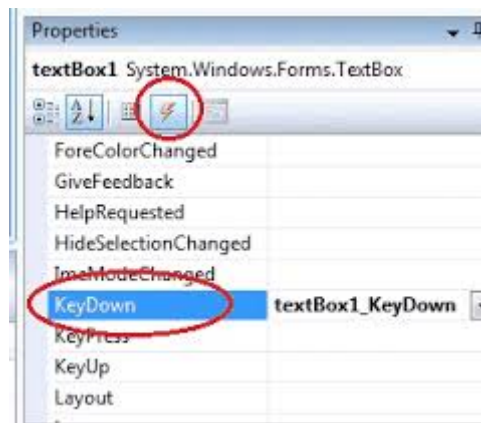 Properties
textBox1 System.Windows.Forms.TextBox
ForeColorChanged
GiveFeedback
HelpRequested
HideSelectionChanged
ImeModeChanged
KeyDown textBox1_KeyDown
KeyPress
KeyUp
Layout